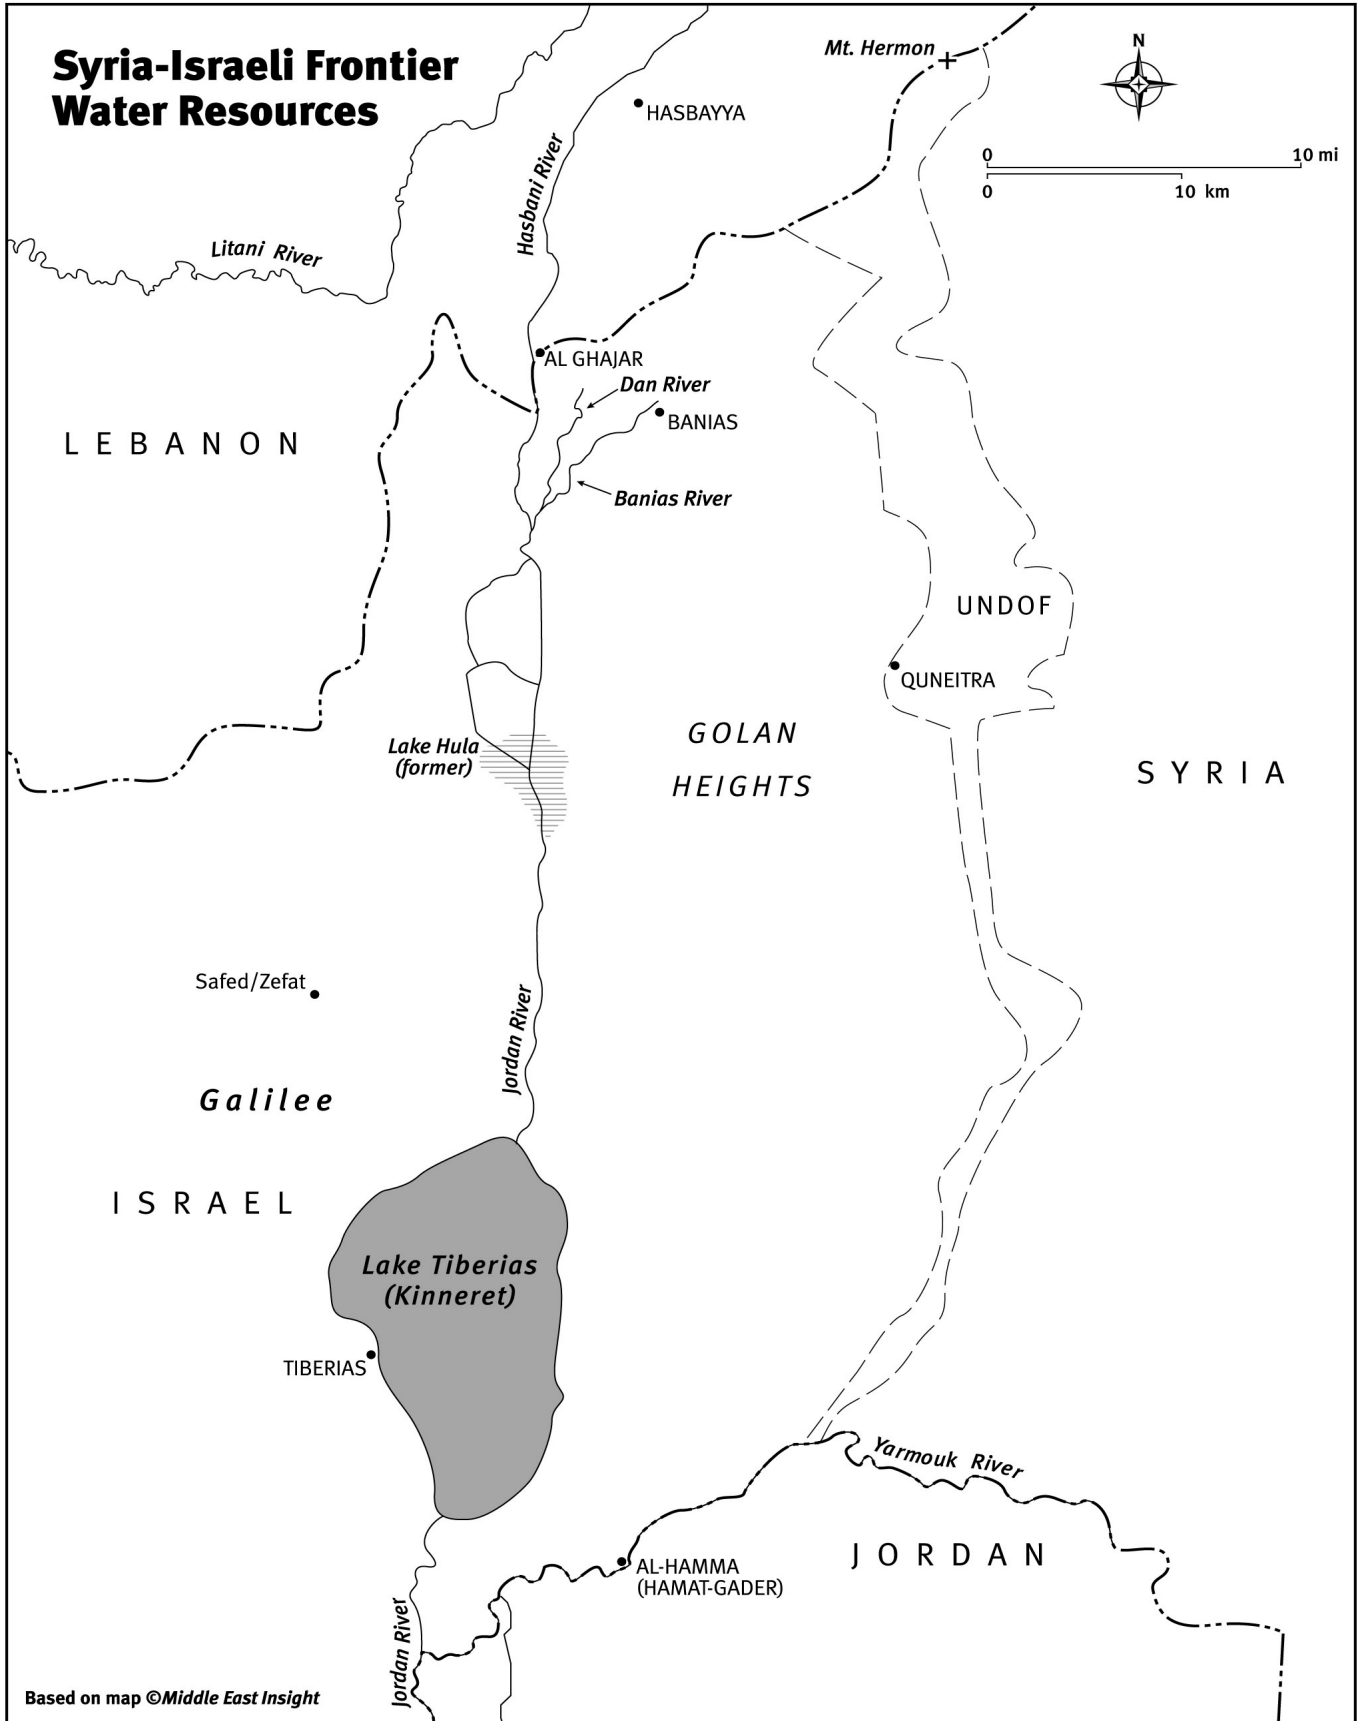 Syria-Israeli Frontier
Water Resources
Mt. Hermon
N
HASBAYYA
0
10 mi
0
10 km
Hasbani River
Litani River
AL GHAJAR
Dan River
BANIAS
LEBANON
Banias River
UNDOF
QUNEITRA
GOLAN
HEIGHTS
Lake Hula
(former)
SYRIA
Safed/Zefat
Jordan River
Galilee
ISRAEL
Lake Tiberias
(Kinneret)
TIBERIAS
Yarmouk River
JORDAN
AL-HAMMA
(HAMAT-GADER)
Jordan River
Based on map ©Middle East Insight